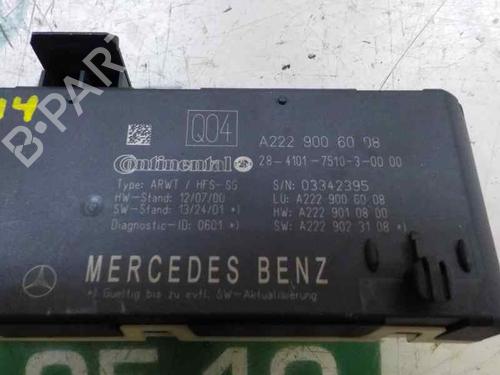 14
Q04
A222 900 60 08
Continental
28-4101-7510-3-00 00
Type: ARWT / HFS-SG
S/N: 03342395
HW-Stand: 12/07/00
LU: A222 900 60 08
SW-Stand: 13/24/01 *)
HW: A222 901 08 00
Diagnostic-ID: 0601 *)
SW: A222 902 31 08 *)
MERCEDES BENZ
*) Gueltig bis zu evtl. SW-Aktualisierung
B-PARTS